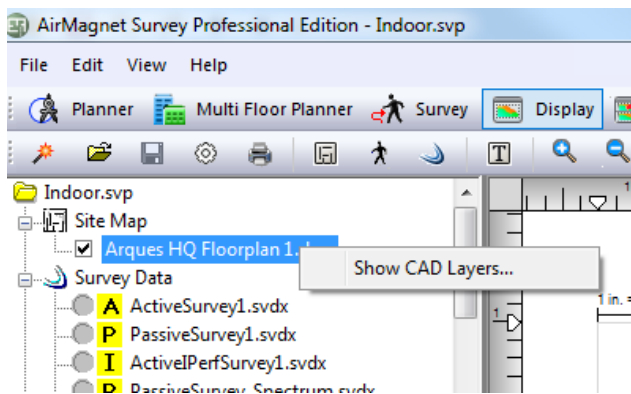 AirMagnet Survey Professional Edition - Indoor.svp
File Edit View Help
Planner Multi Floor Planner Survey Display
T
Indoor.svp
Site Map
Arques HQ Floorplan 1.
Show CAD Layers...
Survey Data
A ActiveSurvey1.svdx
P PassiveSurvey1.svdx
1 in. =
1
I ActiveIPerfSurvey1.svdx
PassiveSurvey_Spectrum.svdx